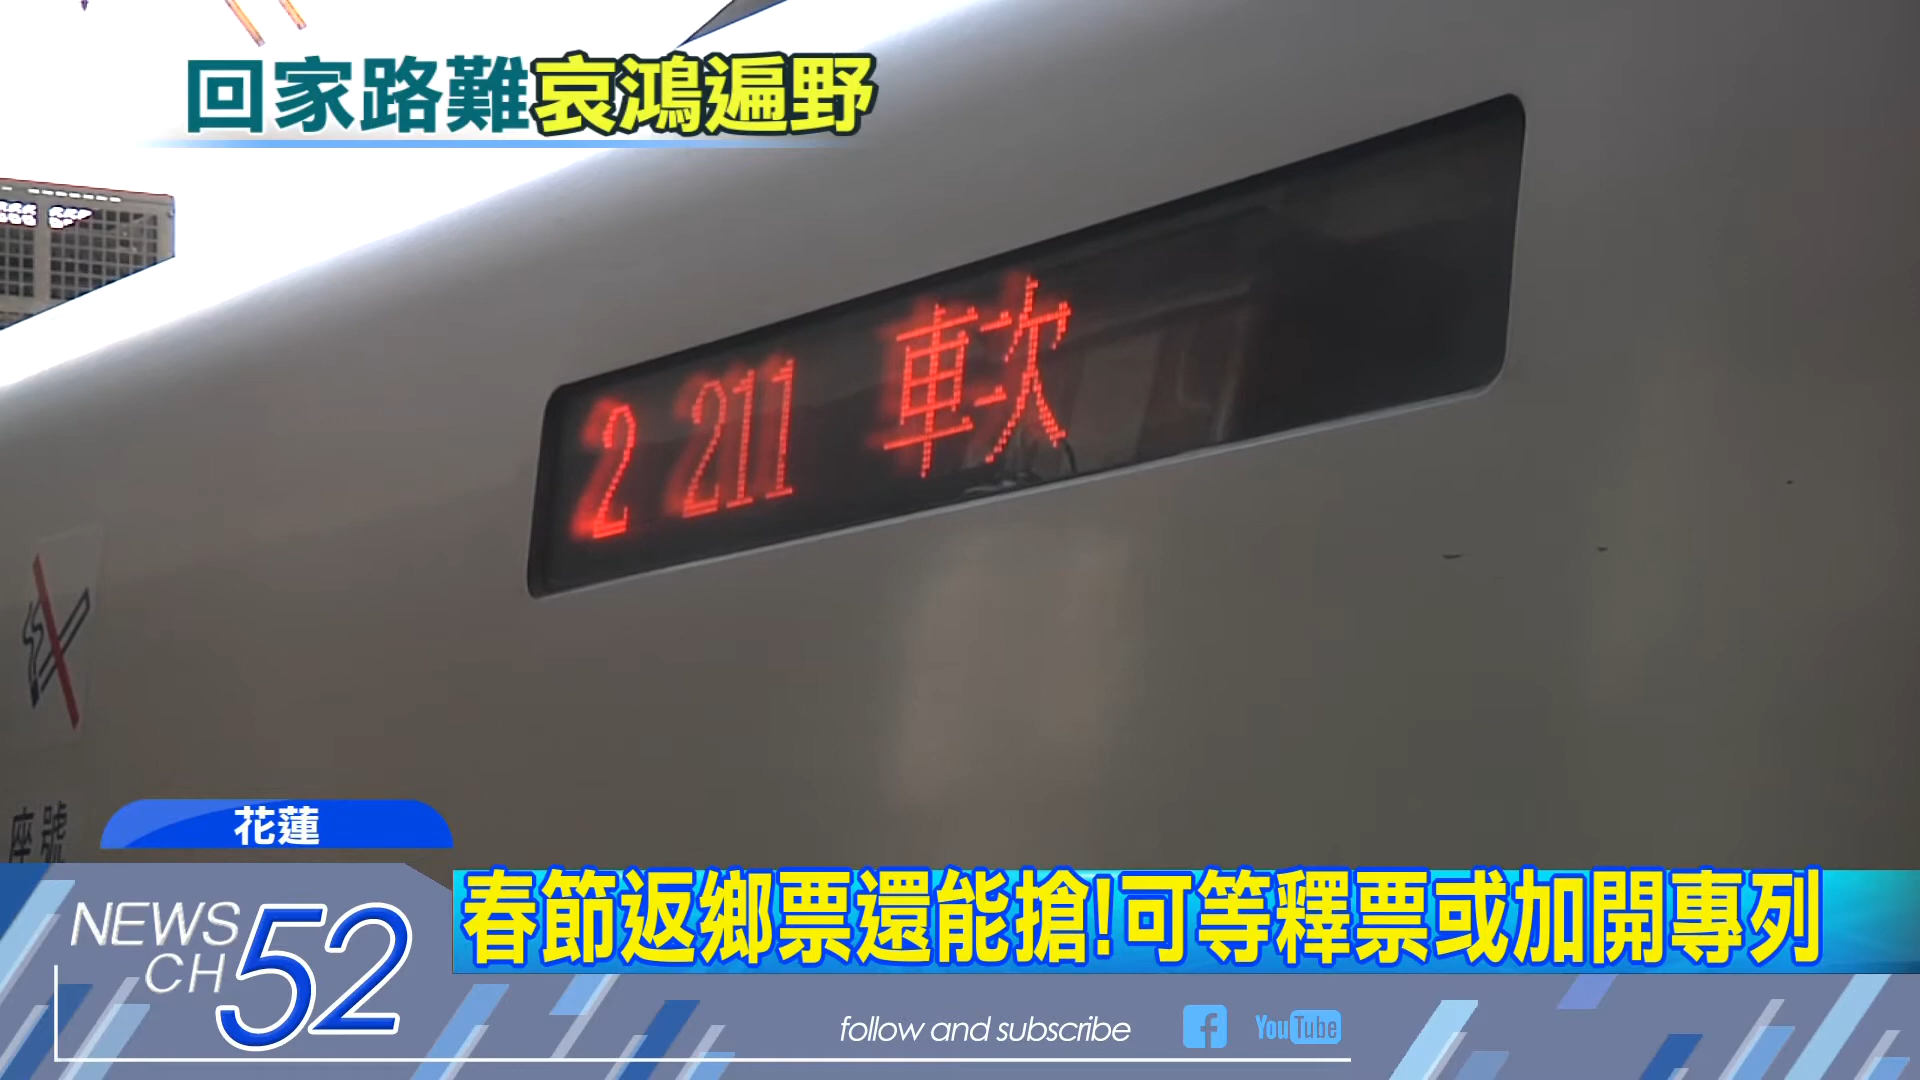 回家路難哀鴻遍野
2 211 車次
座號
花蓮
NEWS
CH
52
春節返鄉票還能搶!可等釋票或加開專列
follow and subscribe
YouTube